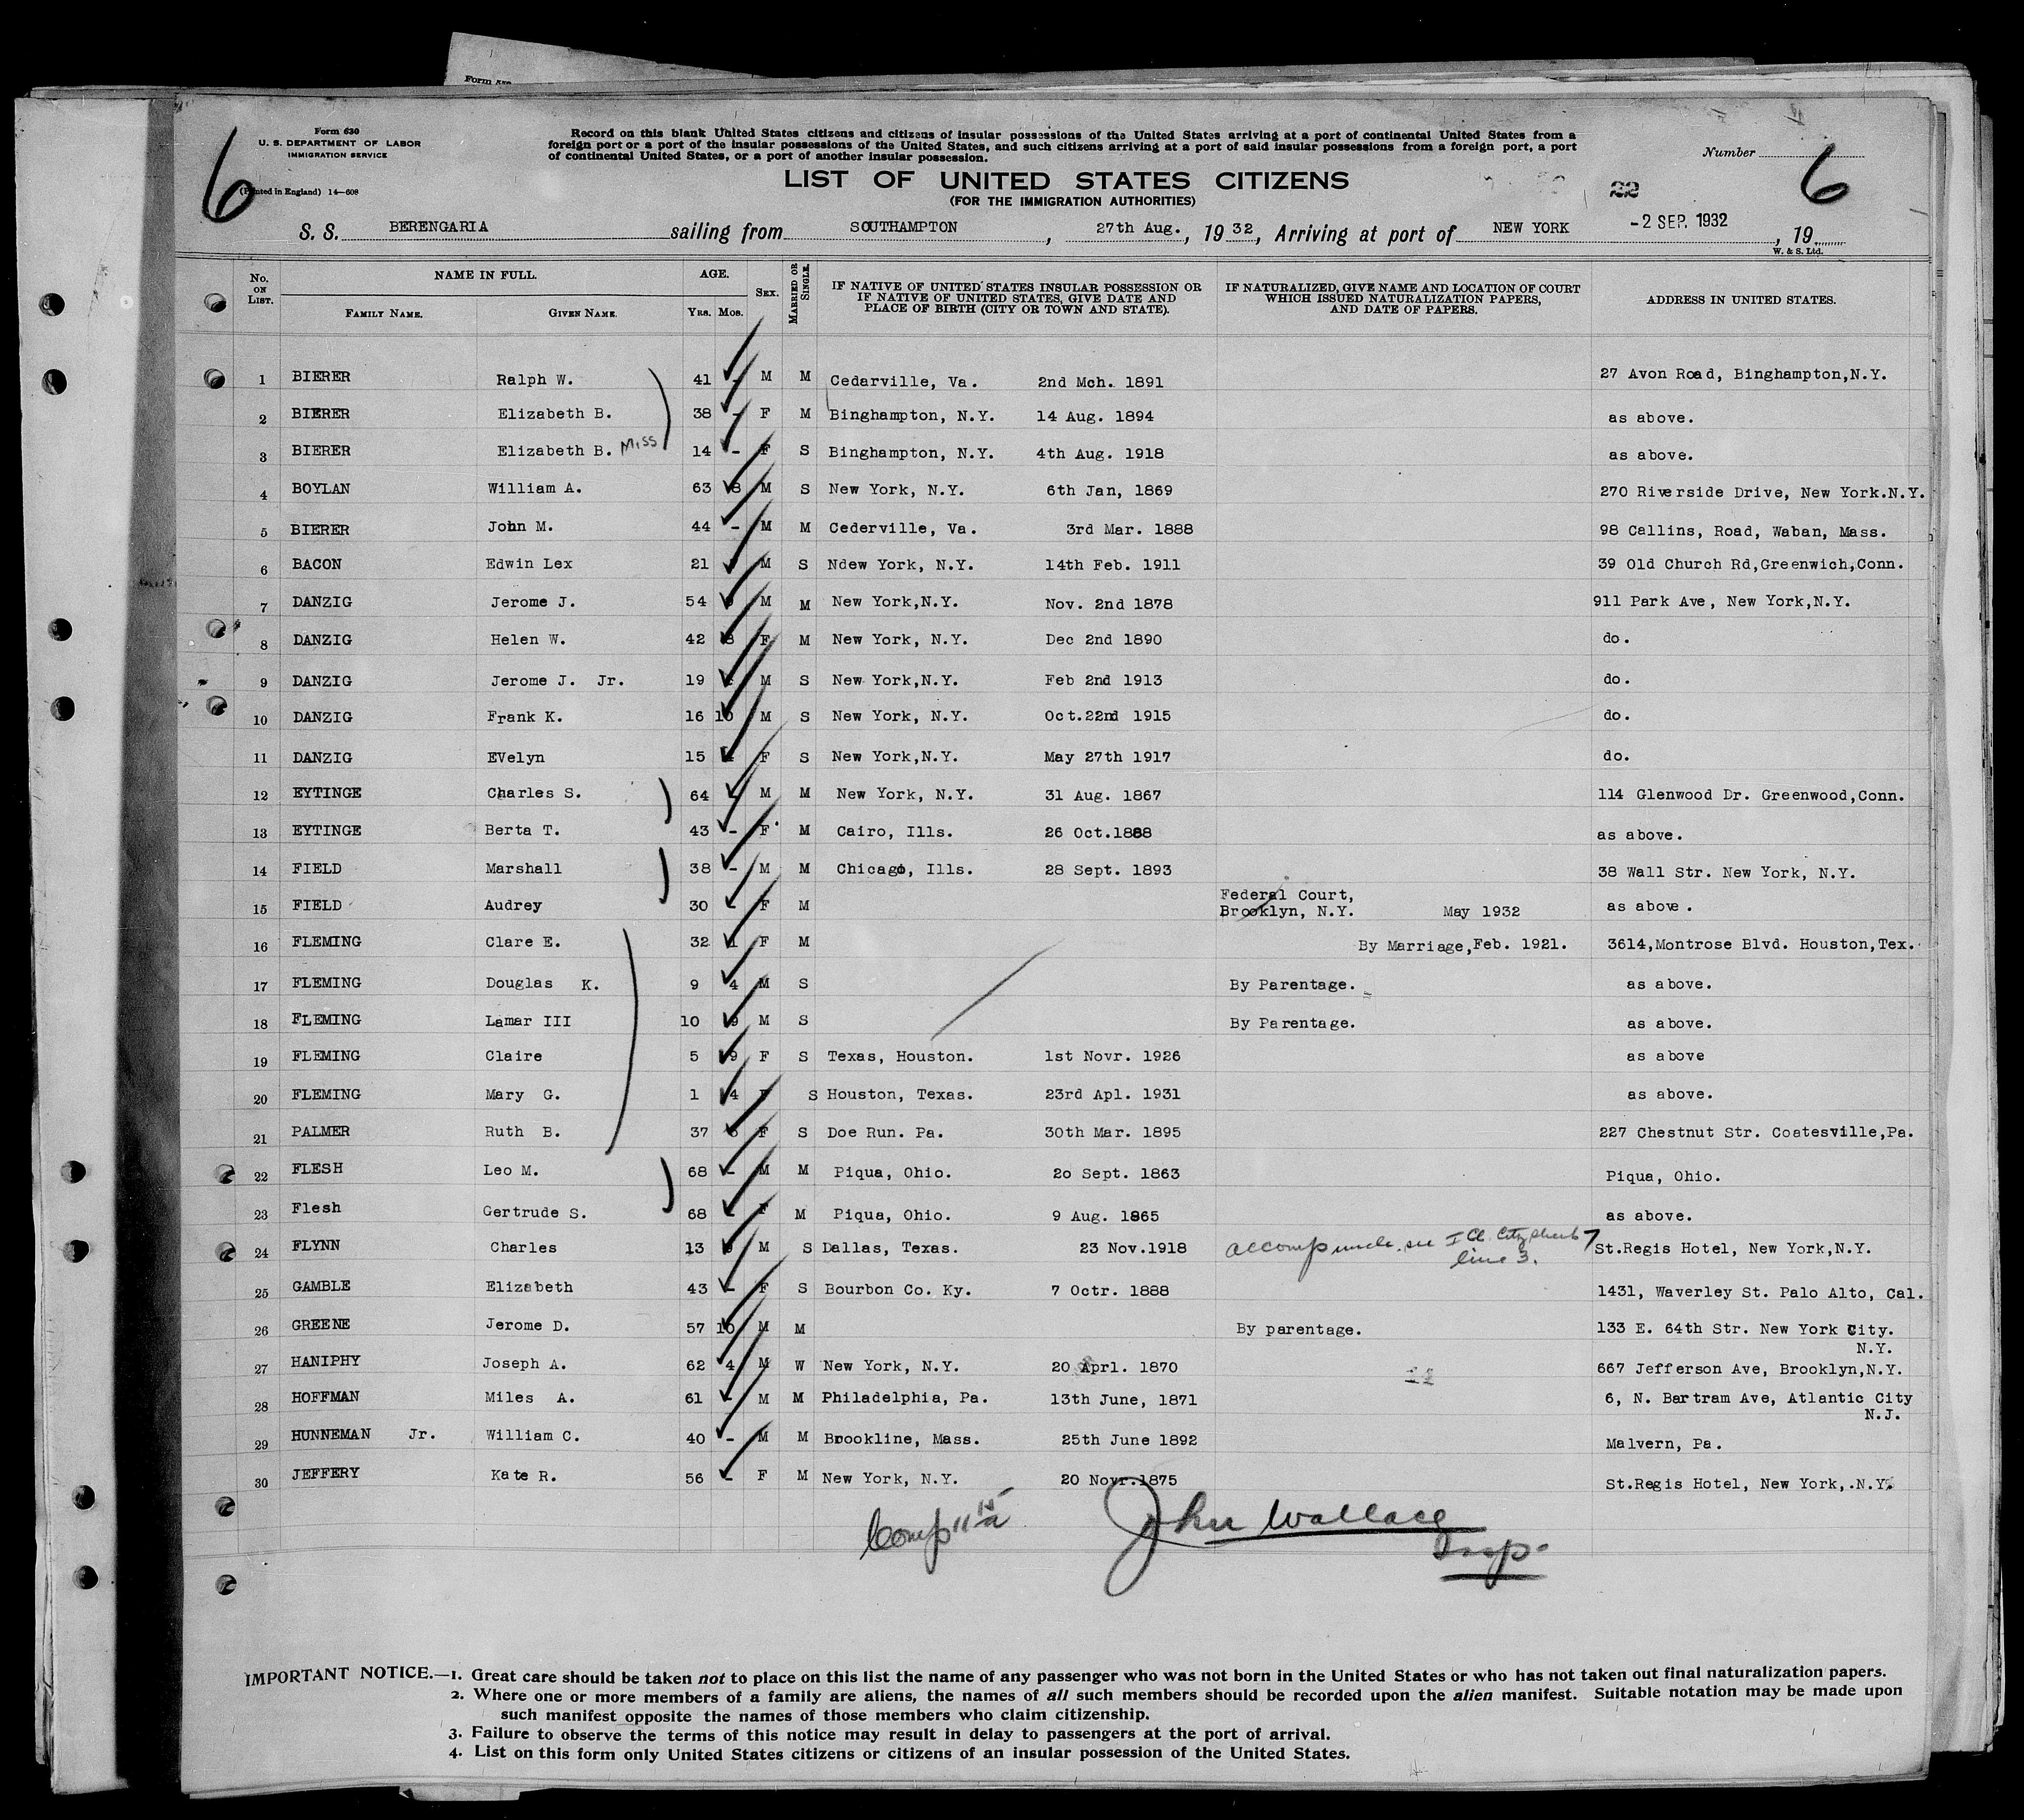 Form 630
U. S. DEPARTMENT OF LABOR
IMMIGRATION SERVICE
(Printed in England) 14—608
6
Record on this blank United States citizens and citizens of insular possessions of the United States arriving at a port of continental United States from a
foreign port or a port of the insular possessions of the United States, and such citizens arriving at a port of said insular possessions from a foreign port, a port
of continental United States, or a port of another insular possession.
Number
6
LIST OF UNITED STATES CITIZENS
(FOR THE IMMIGRATION AUTHORITIES)
22
S. S. BERENGARIA sailing from SOUTHAMPTON, 27th Aug., 1932, Arriving at port of NEW YORK -2 SEP. 1932, 19
W. & S. Ltd.
No. ON LIST. NAME IN FULL. FAMILY NAME. GIVEN NAME. AGE. Yrs. Mos. SEX. MARRIED OR SINGLE. IF NATIVE OF UNITED STATES INSULAR POSSESSION OR IF NATIVE OF UNITED STATES, GIVE DATE AND PLACE OF BIRTH (CITY OR TOWN AND STATE). IF NATURALIZED, GIVE NAME AND LOCATION OF COURT WHICH ISSUED NATURALIZATION PAPERS, AND DATE OF PAPERS. ADDRESS IN UNITED STATES.
1 BIERER Ralph W. 41 - M M Cedarville, Va. 2nd Mch. 1891 27 Avon Road, Binghampton,N.Y.
2 BIERER Elizabeth B. 38 - F M Binghampton, N.Y. 14 Aug. 1894 as above.
3 BIERER Elizabeth B. Miss 14 - F S Binghampton, N.Y. 4th Aug. 1918 as above.
4 BOYLAN William A. 63 8 M S New York, N.Y. 6th Jan, 1869 270 Riverside Drive, New York.N.Y.
5 BIERER John M. 44 - M M Cederville, Va. 3rd Mar. 1888 98 Callins, Road, Waban, Mass.
6 BACON Edwin Lex 21 M S Ndew York, N.Y. 14th Feb. 1911 39 Old Church Rd,Greenwich,Conn.
7 DANZIG Jerome J. 54 M M New York,N.Y. Nov. 2nd 1878 911 Park Ave, New York,N.Y.
8 DANZIG Helen W. 42 8 F M New York, N.Y. Dec 2nd 1890 do.
9 DANZIG Jerome J. Jr. 19 M S New York,N.Y. Feb 2nd 1913 do.
10 DANZIG Frank K. 16 10 M S New York, N.Y. Oct.22nd 1915 do.
11 DANZIG EVelyn 15 F S New York,N.Y. May 27th 1917 do.
12 EYTINGE Charles S. 64 - M M New York, N.Y. 31 Aug. 1867 114 Glenwood Dr. Greenwood,Conn.
13 EYTINGE Berta T. 43 - F M Cairo, Ills. 26 Oct.1888 as above.
14 FIELD Marshall 38 - M M Chicago, Ills. 28 Sept. 1893 38 Wall Str. New York, N.Y.
15 FIELD Audrey 30 - F M Federal Court, Brooklyn, N.Y. May 1932 as above.
16 FLEMING Clare E. 32 1 F M By Marriage,Feb. 1921. 3614,Montrose Blvd. Houston,Tex.
17 FLEMING Douglas K. 9 4 M S By Parentage. as above.
18 FLEMING Lamar III 10 9 M S By Parentage. as above.
19 FLEMING Claire 5 9 F S Texas, Houston. 1st Novr. 1926 as above
20 FLEMING Mary G. 1 4 F S Houston, Texas. 23rd Apl. 1931 as above.
21 PALMER Ruth B. 37 F S Doe Run. Pa. 30th Mar. 1895 227 Chestnut Str. Coatesville,Pa.
22 FLESH Leo M. 68 - M M Piqua, Ohio. 2o Sept. 1863 Piqua, Ohio.
23 Flesh Gertrude S. 68 - F M Piqua, Ohio. 9 Aug. 1865 as above.
24 FLYNN Charles 13 9 M S Dallas, Texas. 23 Nov.1918 accomp uncle. see I Cl. City sheet 7 line 3. St.Regis Hotel, New York,N.Y.
25 GAMBLE Elizabeth 43 - F S Bourbon Co. Ky. 7 Octr. 1888 1431, Waverley St. Palo Alto, Cal.
26 GREENE Jerome D. 57 10 M M By parentage. 133 E. 64th Str. New York City. N.Y.
27 HANIPHY Joseph A. 62 4 M W New York, N.Y. 20 Aprl. 1870 667 Jefferson Ave, Brooklyn,N.Y.
28 HOFFMAN Miles A. 61 - M M Philadelphia, Pa. 13th June, 1871 6, N. Bartram Ave, Atlantic City N.J.
29 HUNNEMAN Jr. William C. 40 - M M Brookline, Mass. 25th June 1892 Malvern, Pa.
30 JEFFERY Kate R. 56 - F M New York, N.Y. 20 Novr.1875 St.Regis Hotel, New York,.N.Y.
John Wallace
Insp.
IMPORTANT NOTICE.—1. Great care should be taken not to place on this list the name of any passenger who was not born in the United States or who has not taken out final naturalization papers.
2. Where one or more members of a family are aliens, the names of all such members should be recorded upon the alien manifest. Suitable notation may be made upon
such manifest opposite the names of those members who claim citizenship.
3. Failure to observe the terms of this notice may result in delay to passengers at the port of arrival.
4. List on this form only United States citizens or citizens of an insular possession of the United States.